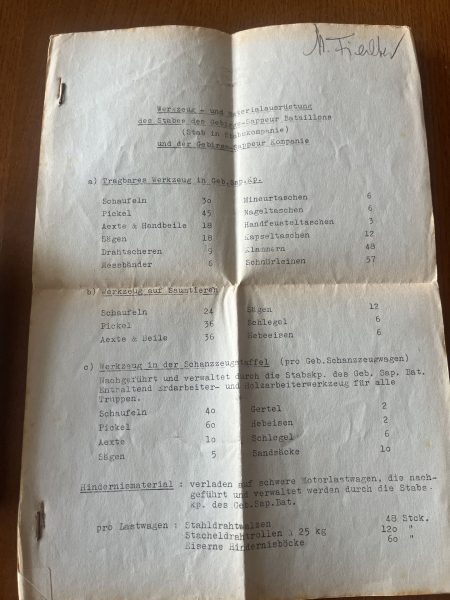 Werkzeug - und Materialausrüstung
des Stabes des Gebirgs-Sappeur Bataillons
(Stab in Stabskompanie)
und der Gebirgs-Sappeur Kompanie
a) Tragbares Werkzeug in Geb.Sap.Kp.
Schaufeln 30 Mineurtaschen 6
Pickel 45 Nageltaschen 6
Aexte & Handbeile 18 Handfausteltaschen 3
Sägen 18 Kapseltaschen 12
Drahtscheren 9 Klammern 48
Messbänder 6 Schnürleinen 57
b) Werkzeug auf Saumtieren
Schaufeln 24 Sägen 12
Pickel 36 Schlegel 6
Aexte & Beile 36 Hebeeisen 6
c) Werkzeug in der Schanzzeugstaffel (pro Geb.Schanzzeugwagen)
Nachgeführt und verwaltet durch die Stabskp. des Geb. Sap. Bat.
Enthaltend Erdarbeiter- und Holzarbeiterwerkzeug für alle
Truppen.
Schaufeln 40 Gertel 2
Pickel 60 Hebeisen 2
Aexte 10 Schlegel 6
Sägen 5 Sandsäcke 10
Hindernismaterial : verladen auf schwere Motorlastwagen, die nach-
geführt und verwaltet werden durch die Stabs-
kp. des Geb.Sap.Bat.
pro Lastwagen : Stahldrahtwalzen 48 Stck.
Stacheldrahtrollen à 25 kg 120 "
Eiserne Hindernisböcke 60 "